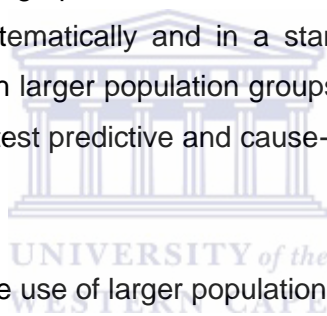 tematically and in a star
n larger population groups
test predictive and cause-
UNIVERSITY of the
e use of larger population
WESTERN CAPE